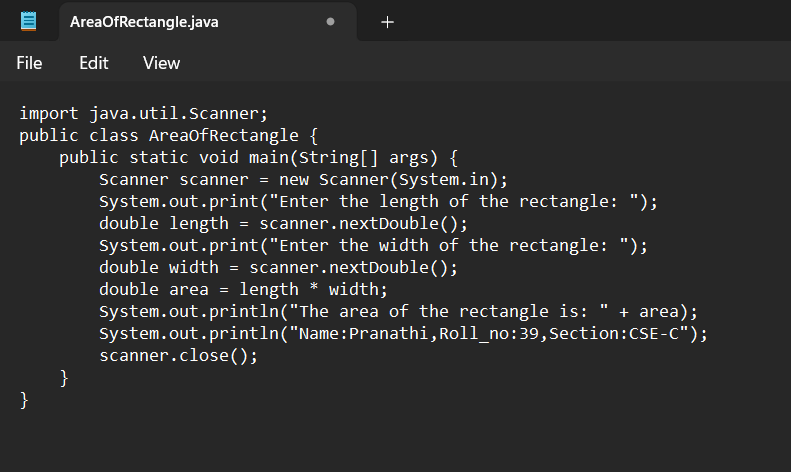 AreaOfRectangle.java
File Edit View
import java.util.Scanner;
public class AreaOfRectangle {
    public static void main(String[] args) {
        Scanner scanner = new Scanner(System.in);
        System.out.print("Enter the length of the rectangle: ");
        double length = scanner.nextDouble();
        System.out.print("Enter the width of the rectangle: ");
        double width = scanner.nextDouble();
        double area = length * width;
        System.out.println("The area of the rectangle is: " + area);
        System.out.println("Name:Pranathi,Roll_no:39,Section:CSE-C");
        scanner.close();
    }
}